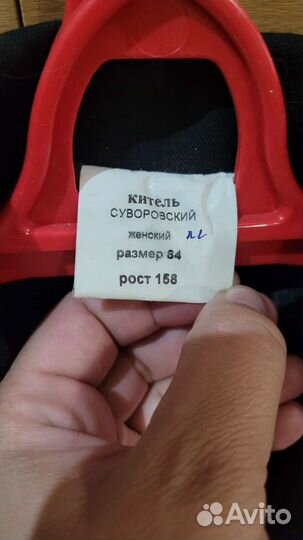 КИТЕЛЬ
СУВОРОВСКИЙ
женский
размер 84
рост 158
Avito